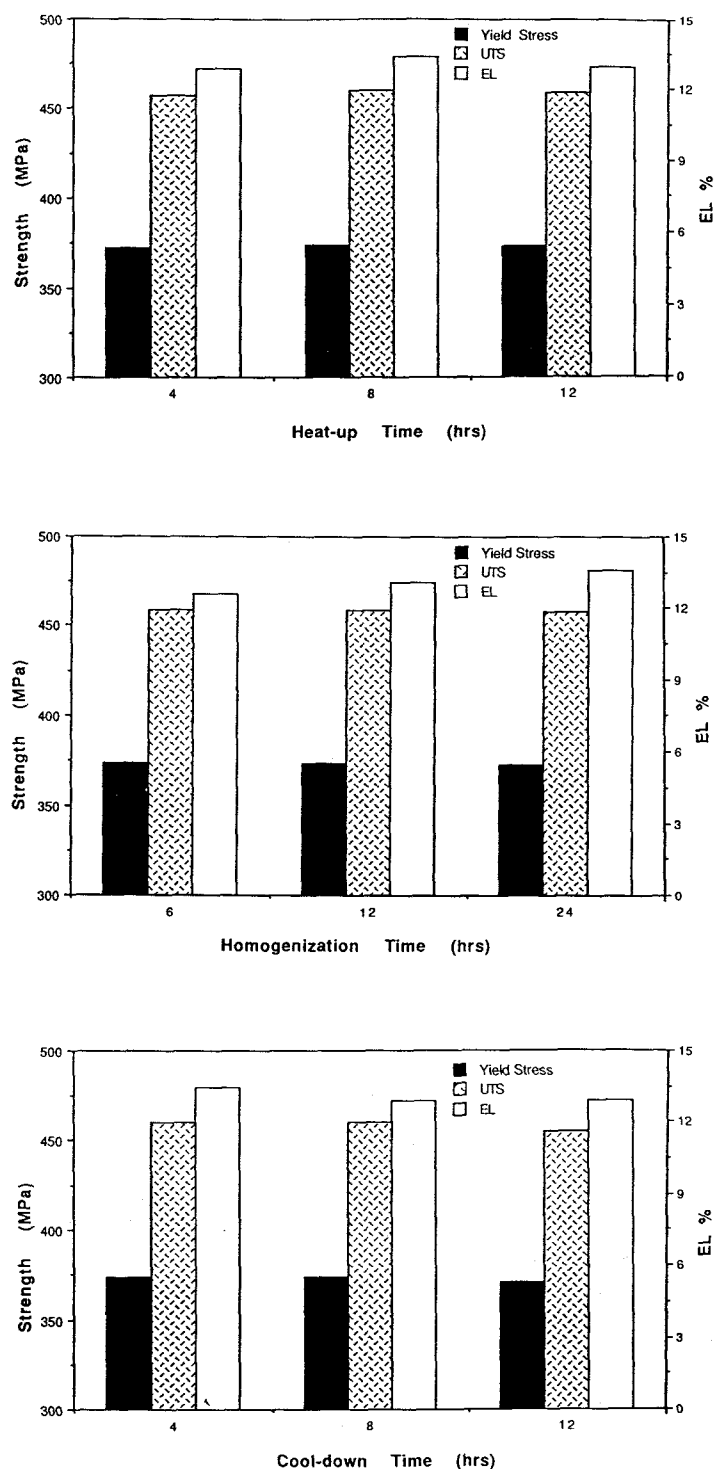 500
450
400
350
300
Strength (MPa)
Yield Stress
UTS
EL
15
12
9
6
3
0
EL %
4 8 12
Heat-up Time (hrs)
500
450
400
350
300
Strength (MPa)
Yield Stress
UTS
EL
15
12
9
6
3
0
EL %
6 12 24
Homogenization Time (hrs)
500
450
400
350
300
Strength (MPa)
Yield Stress
UTS
EL
15
12
9
6
3
0
EL %
4 8 12
Cool-down Time (hrs)